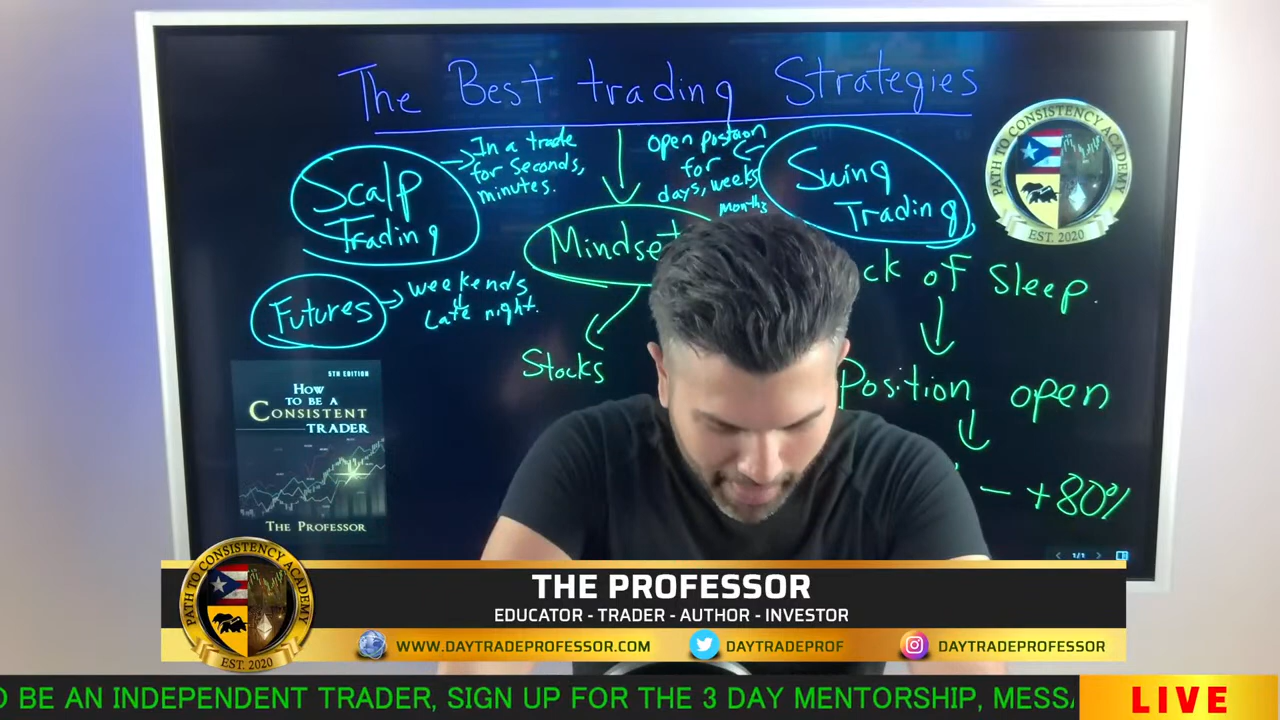 The Best trading Strategies
Scalp
Trading
In a trade
for seconds,
minutes.
Open position
for
days, weeks
months
Swing
Trading
PATH TO CONSISTENCY ACADEMY
EST. 2020
Mindset
Futures
weekends
Late night.
Stocks
of Sleep.
Position open
- +80%
5TH EDITION
HOW
TO BE A
CONSISTENT
TRADER
THE PROFESSOR
1/1
PATH TO CONSISTENCY ACADEMY
EST. 2020
THE PROFESSOR
EDUCATOR - TRADER - AUTHOR - INVESTOR
WWW.DAYTRADEPROFESSOR.COM
DAYTRADEPROF
DAYTRADEPROFESSOR
BE AN INDEPENDENT TRADER, SIGN UP FOR THE 3 DAY MENTORSHIP,
LIVE